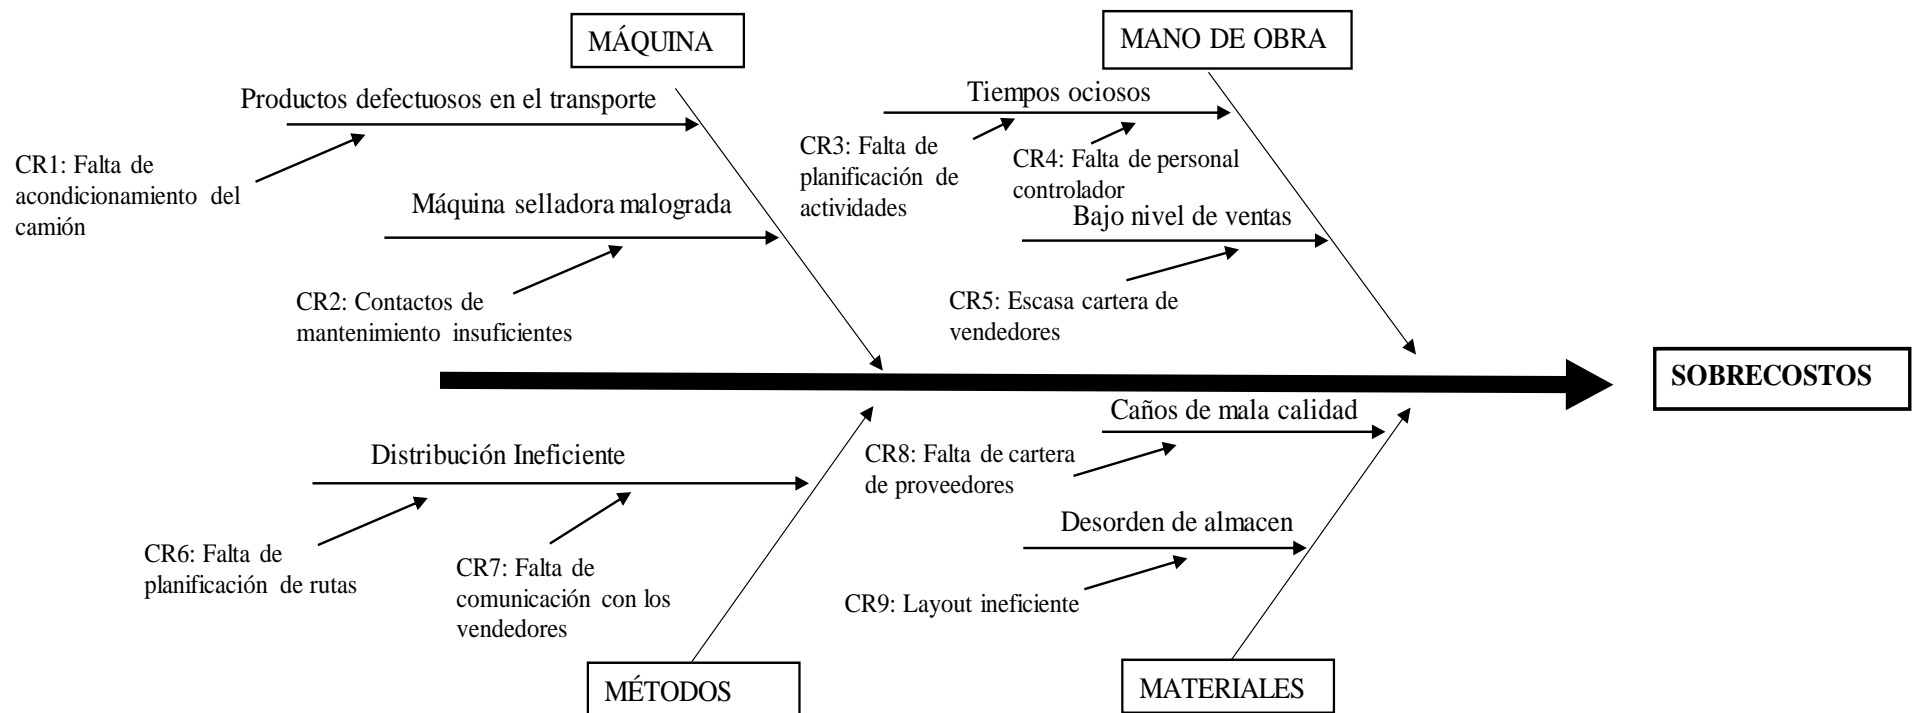 MÁQUINA
MANO DE OBRA
Productos defectuosos en el transporte
CR1: Falta de
acondicionamiento del
camión
Máquina selladora malograda
CR2: Contactos de
mantenimiento insuficientes
Tiempos ociosos
CR3: Falta de
planificación de
actividades
CR4: Falta de personal
controlador
Bajo nivel de ventas
CR5: Escasa cartera de
vendedores
SOBRECOSTOS
Distribución Ineficiente
CR6: Falta de
planificación de rutas
CR7: Falta de
comunicación con los
vendedores
Caños de mala calidad
CR8: Falta de cartera
de proveedores
Desorden de almacen
CR9: Layout ineficiente
MÉTODOS
MATERIALES